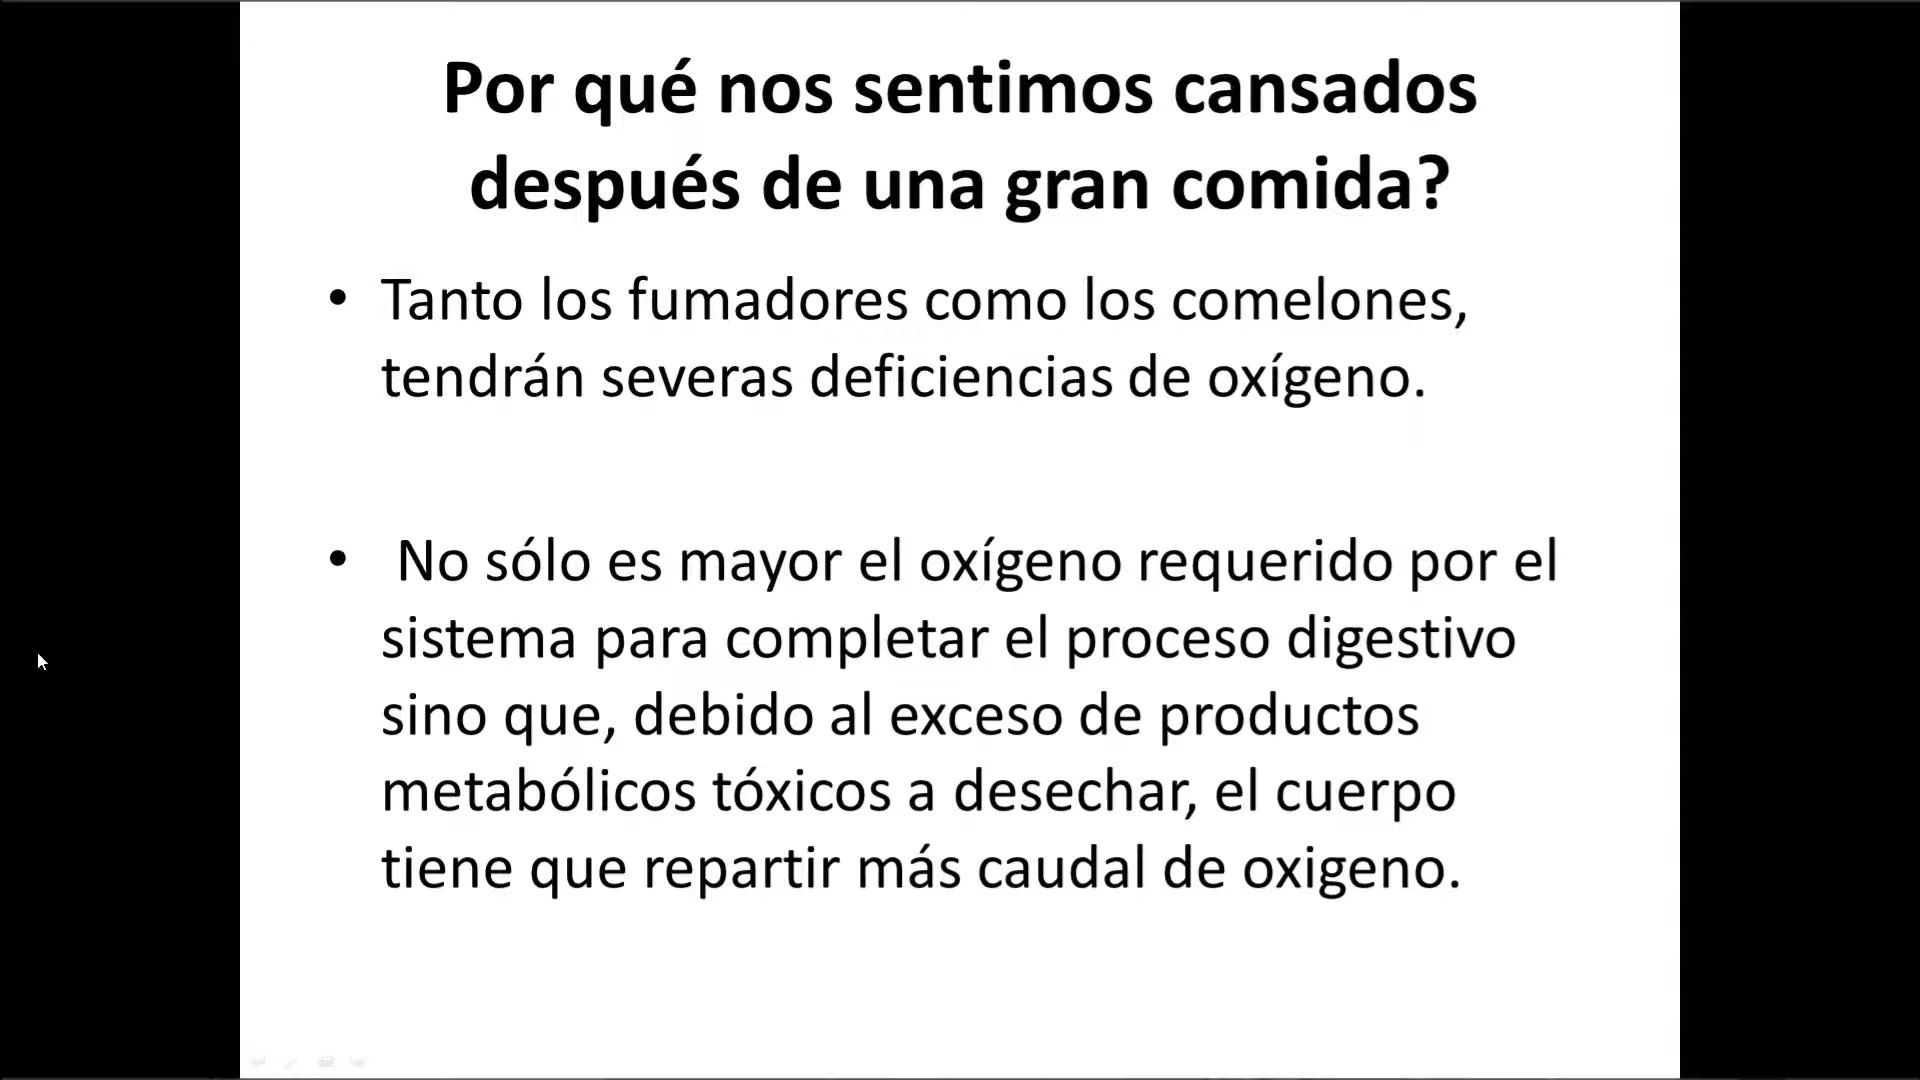 Por qué nos sentimos cansados
después de una gran comida?
• Tanto los fumadores como los comelones,
tendrán severas deficiencias de oxígeno.
• No sólo es mayor el oxígeno requerido por el
sistema para completar el proceso digestivo
sino que, debido al exceso de productos
metabólicos tóxicos a desechar, el cuerpo
tiene que repartir más caudal de oxigeno.